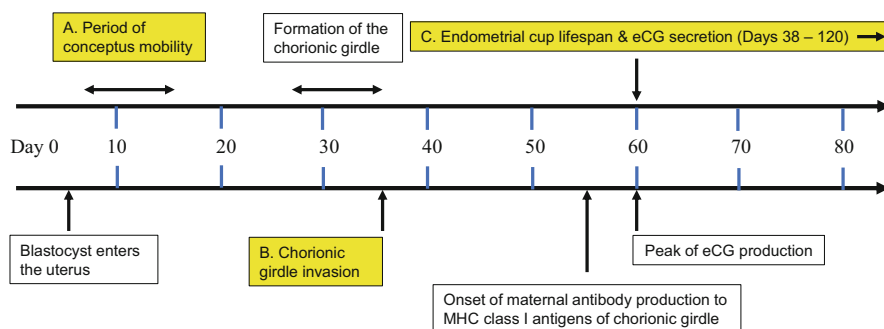 A. Period of
conceptus mobility
Formation of the
chorionic girdle
C. Endometrial cup lifespan & eCG secretion (Days 38 – 120)
Day 0 10 20 30 40 50 60 70 80
Blastocyst enters
the uterus
B. Chorionic
girdle invasion
Peak of eCG production
Onset of maternal antibody production to
MHC class I antigens of chorionic girdle